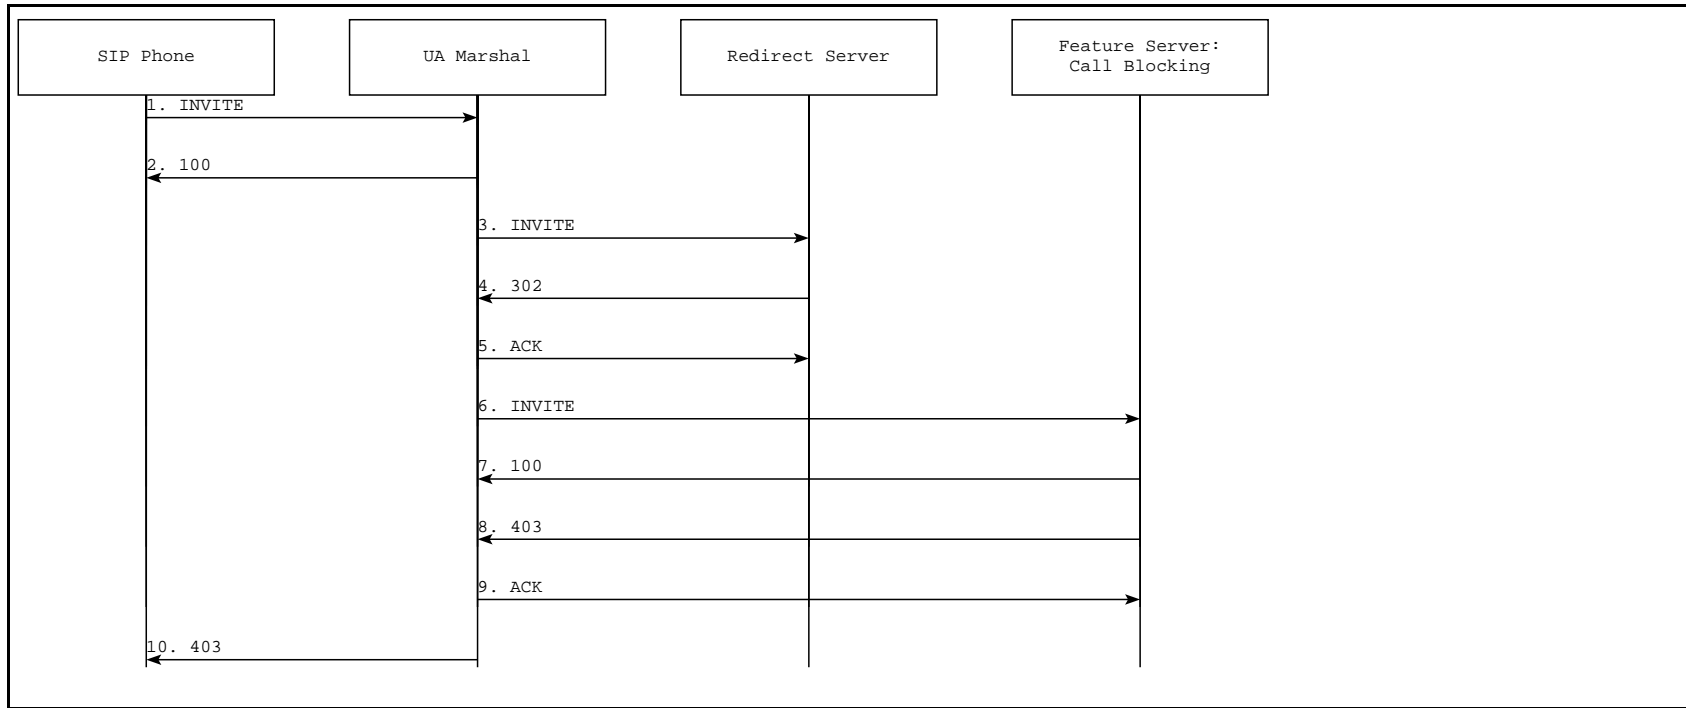 SIP Phone
UA Marshal
Redirect Server
Feature Server:
Call Blocking
1. INVITE
2. 100
3. INVITE
4. 302
5. ACK
6. INVITE
7. 100
8. 403
9. ACK
10. 403